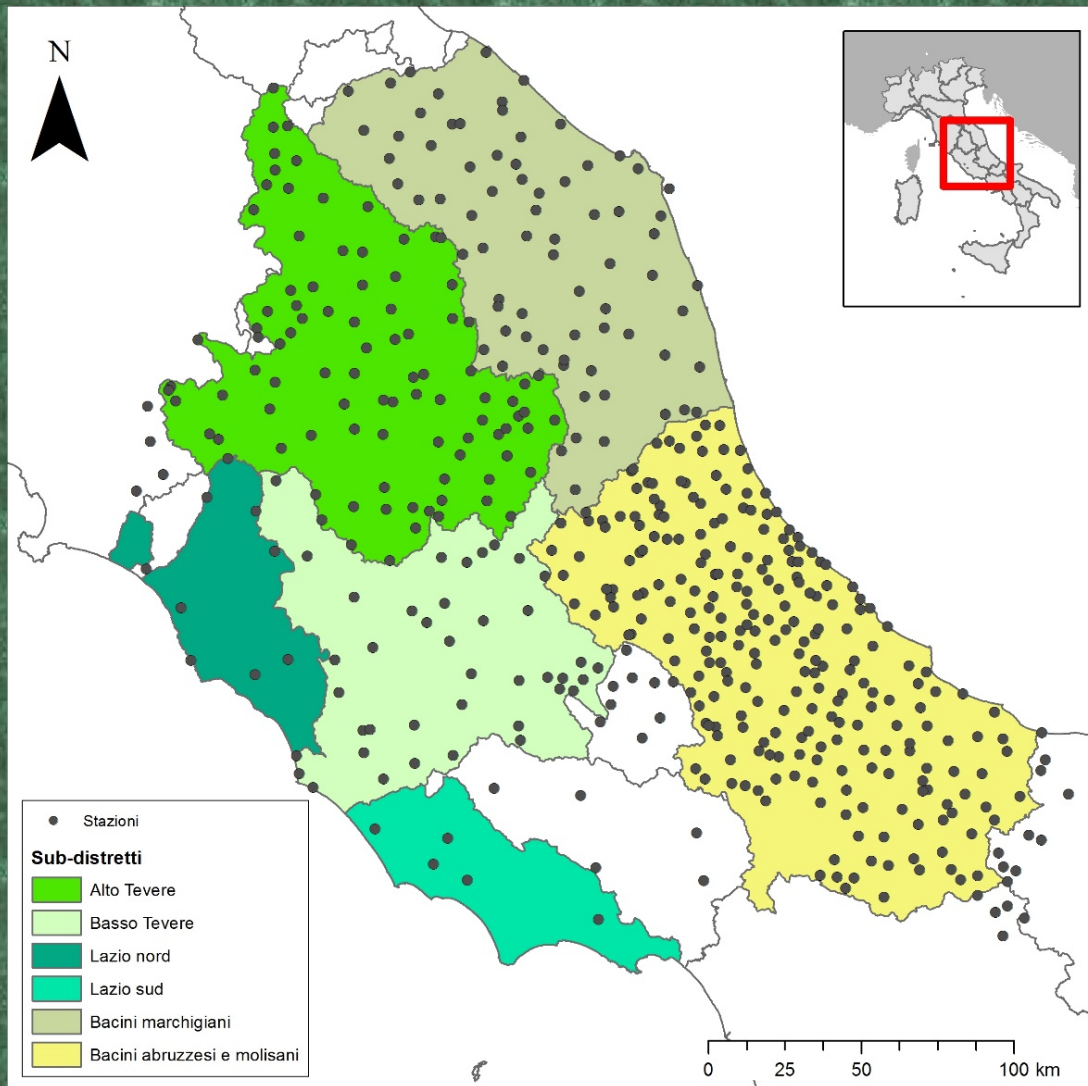 N
Stazioni
Sub-distretti
Alto Tevere
Basso Tevere
Lazio nord
Lazio sud
Bacini marchigiani
Bacini abruzzesi e molisani
0 25 50 100 km